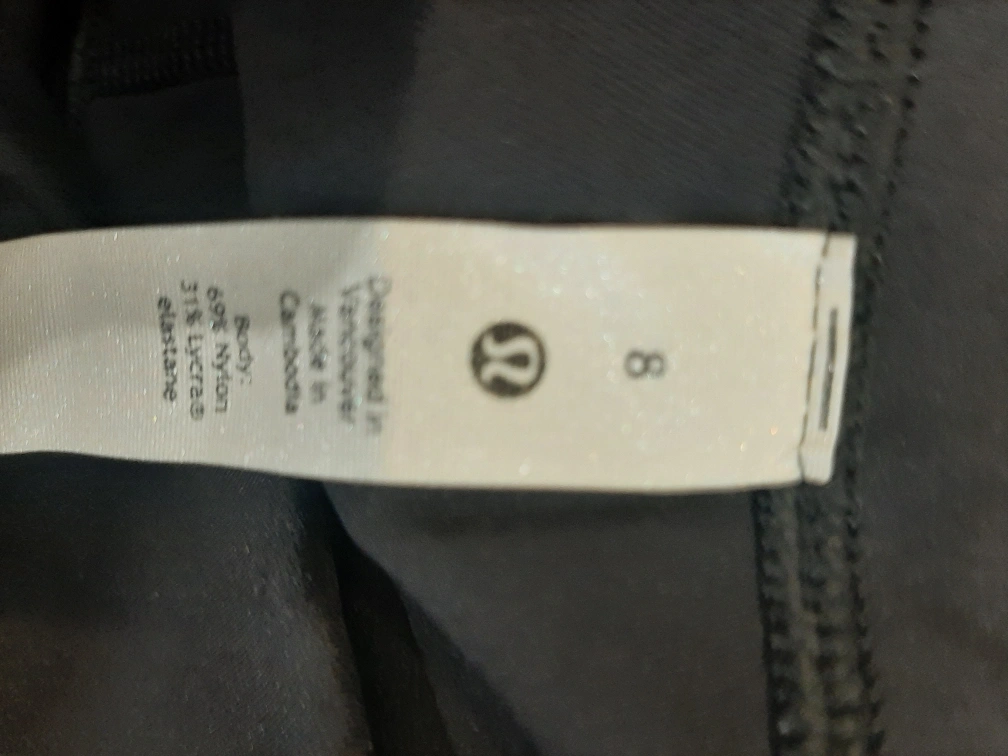 8
Designed in
Vancouver
Made in
Cambodia
Body:
69% Nylon
31% Lycra®
elastane